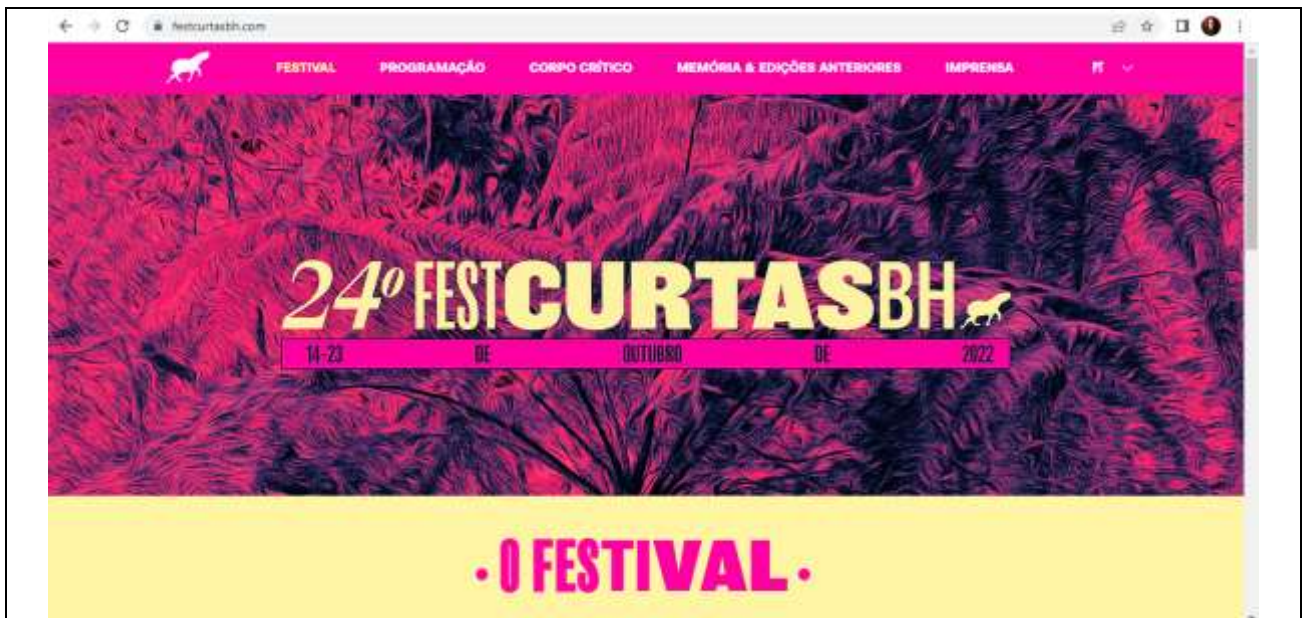 festcurtasbh.com
FESTIVAL PROGRAMAÇÃO CORPO CRÍTICO MEMÓRIA & EDIÇÕES ANTERIORES IMPRENSA PT
24º FESTCURTASBH
14-23 DE OUTUBRO DE 2022
• O FESTIVAL •